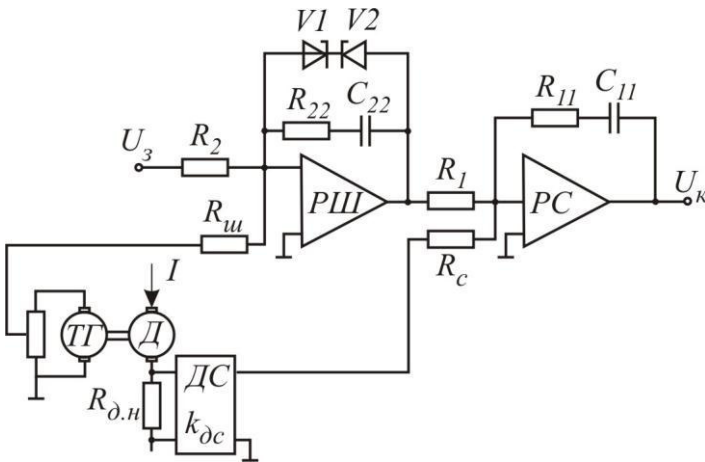 V1 V2
R22 C22
R11 C11
Uз R2
R1
Uк
РШ
РС
Rш
Rс
I
ТГ Д
ДС
Rд.н
kдс